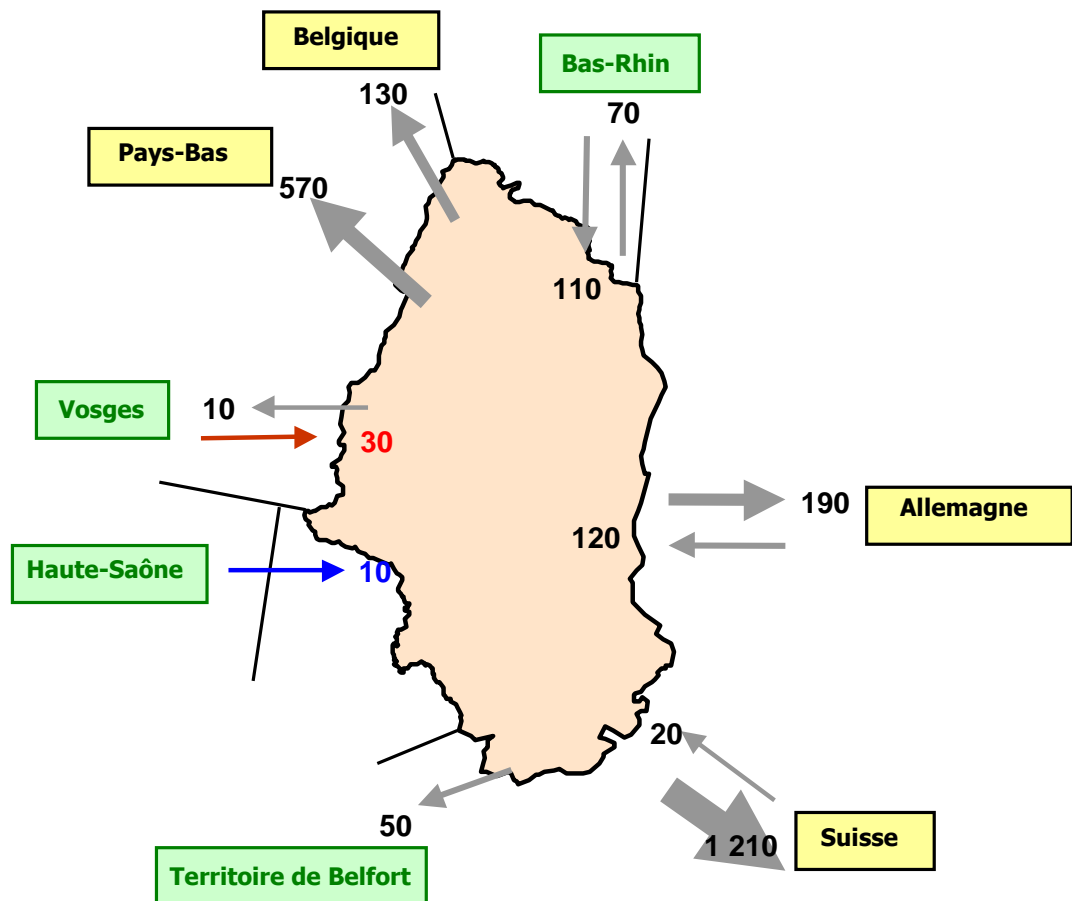 Belgique
130
Bas-Rhin
70
Pays-Bas
570
110
Vosges
10
30
190
Allemagne
120
Haute-Saône
10
20
1 210
Suisse
50
Territoire de Belfort